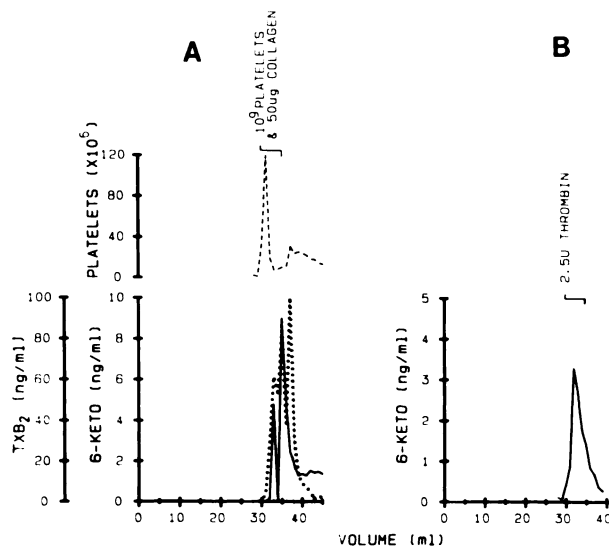 A
B
10⁹ PLATELETS
& 50ug COLLAGEN
2.5U THROMBIN
PLATELETS (X10⁶)
120
80
40
0
TXB₂ (ng/ml)
100
80
60
40
20
0
6-KETO (ng/ml)
10
8
6
4
2
0
0 10 20 30 40
6-KETO (ng/ml)
5
4
3
2
1
0
0 10 20 30 40
VOLUME (ml)